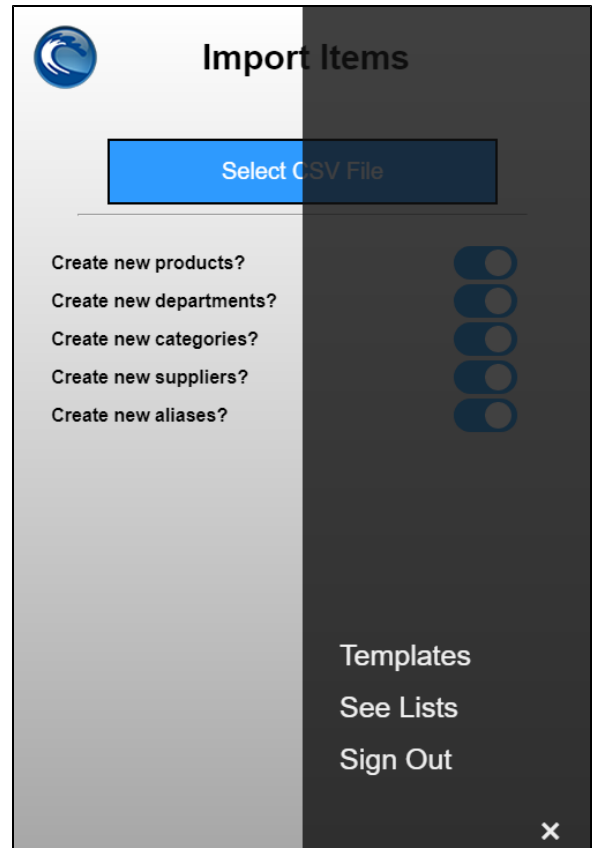 Import Items
Select CSV File
Create new products?
Create new departments?
Create new categories?
Create new suppliers?
Create new aliases?
Templates
See Lists
Sign Out
×